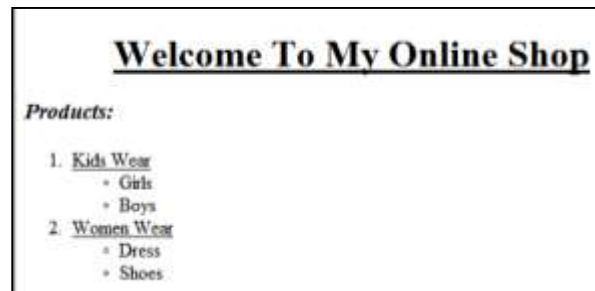 Welcome To My Online Shop
Products:
1. Kids Wear
◦ Girls
◦ Boys
2. Women Wear
◦ Dress
◦ Shoes